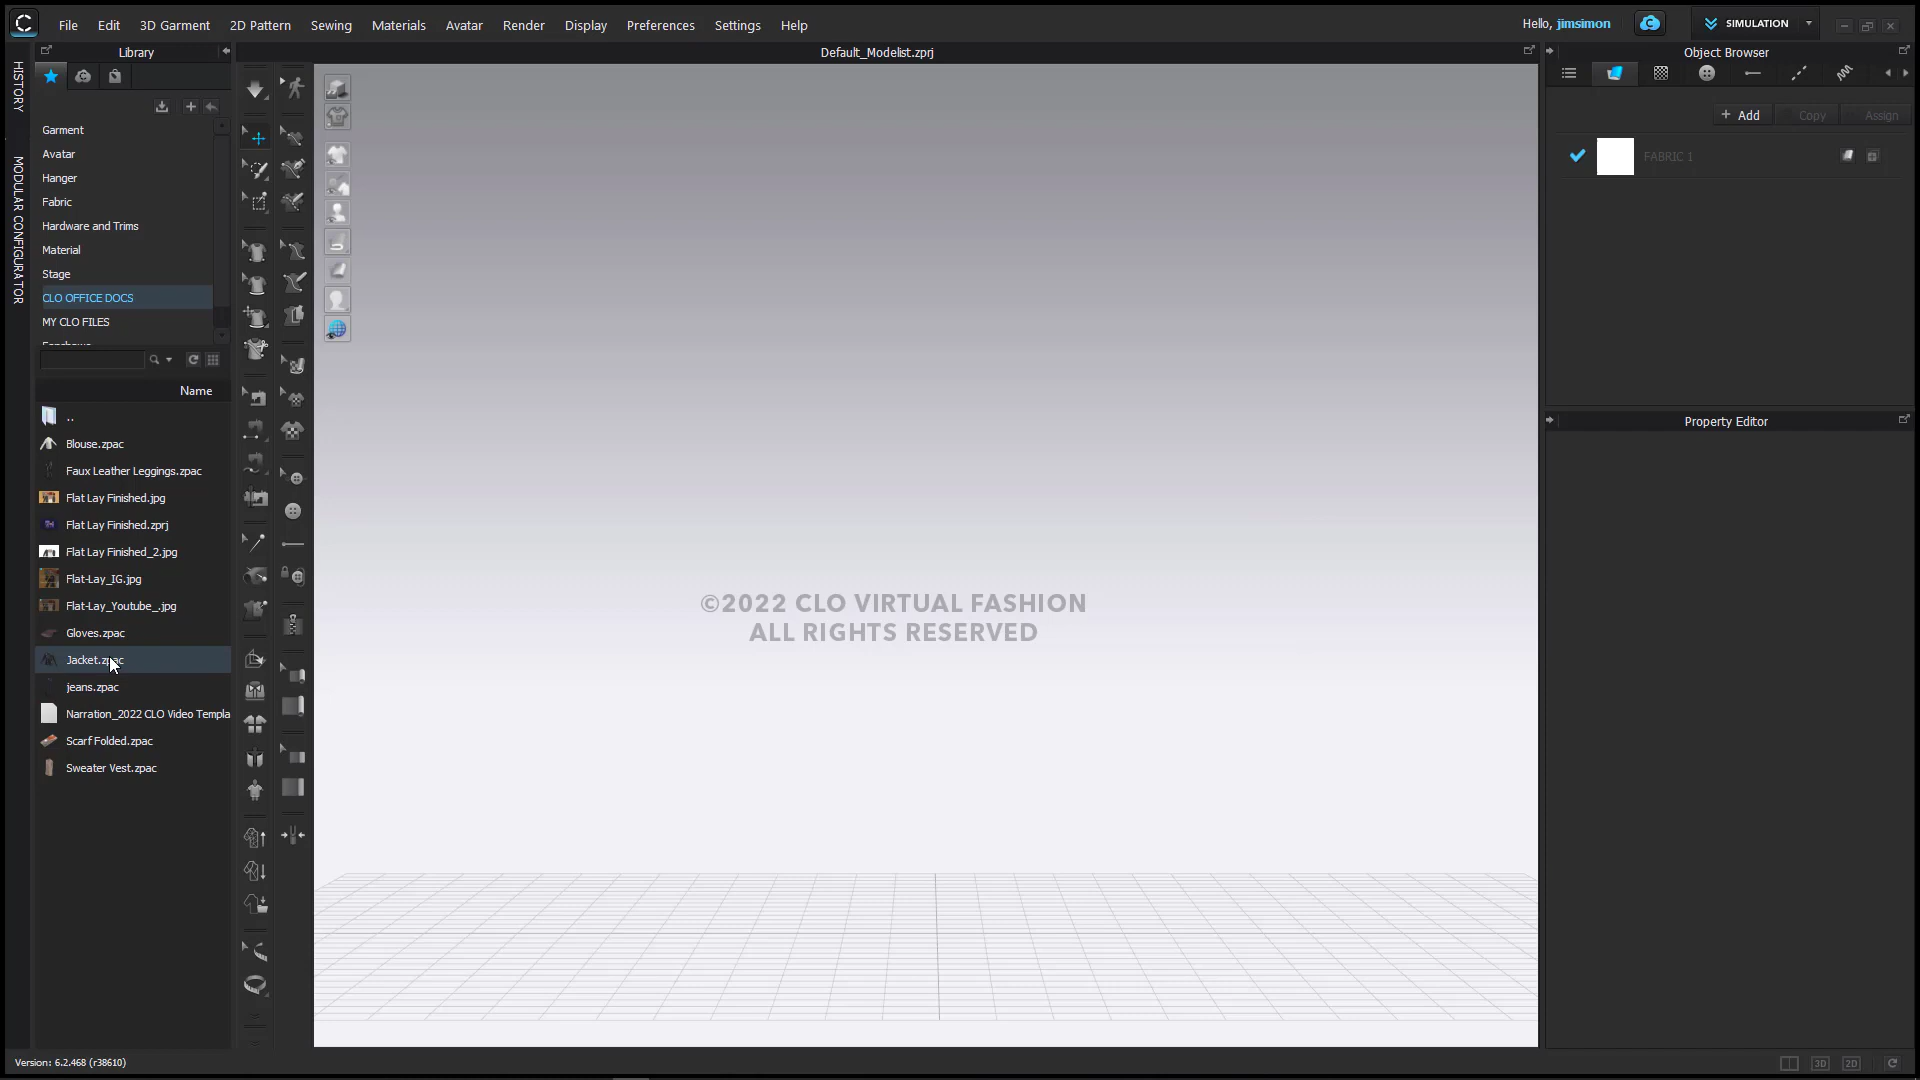 File Edit 3D Garment 2D Pattern Sewing Materials Avatar Render Display Preferences Settings Help
Hello, jimsimon
SIMULATION
Library
Default_Modelist.zprj
Object Browser
HISTORY
MODULAR CONFIGURATOR
Garment
Avatar
Hanger
Fabric
Hardware and Trims
Material
Stage
CLO OFFICE DOCS
MY CLO FILES
Name
..
Blouse.zpac
Faux Leather Leggings.zpac
Flat Lay Finished.jpg
Flat Lay Finished.zprj
Flat Lay Finished_2.jpg
Flat-Lay_IG.jpg
Flat-Lay_Youtube_.jpg
Gloves.zpac
Jacket.zpac
jeans.zpac
Narration_2022 CLO Video Templa
Scarf Folded.zpac
Sweater Vest.zpac
©2022 CLO VIRTUAL FASHION
ALL RIGHTS RESERVED
+ Add Copy Assign
FABRIC 1
Property Editor
Version: 6.2.468 (r38610)
3D 2D